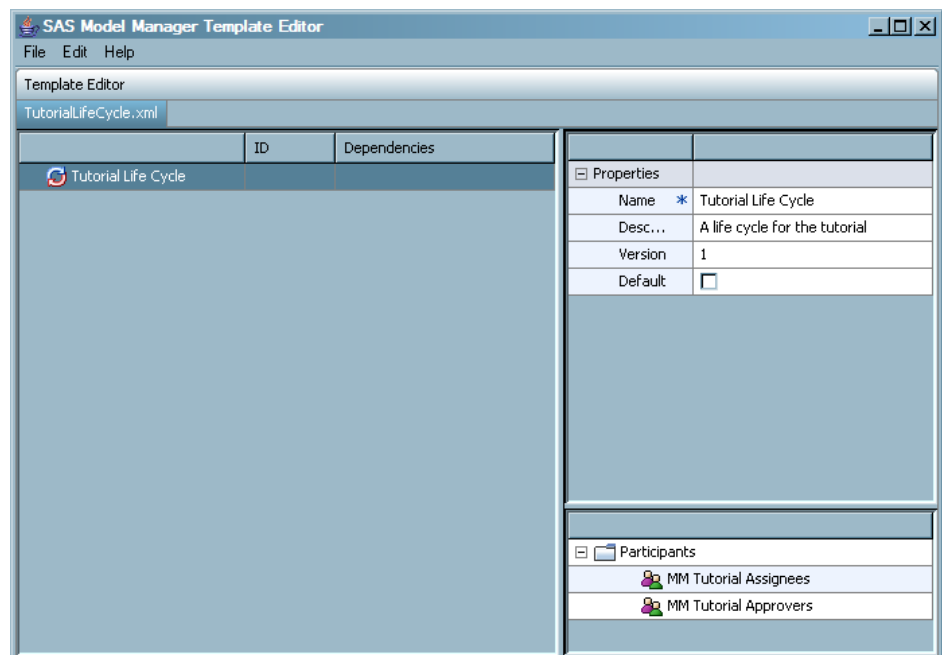 SAS Model Manager Template Editor
File Edit Help
Template Editor
TutorialLifeCycle.xml
ID Dependencies
Tutorial Life Cycle
Properties
Name * Tutorial Life Cycle
Desc... A life cycle for the tutorial
Version 1
Default
Participants
MM Tutorial Assignees
MM Tutorial Approvers